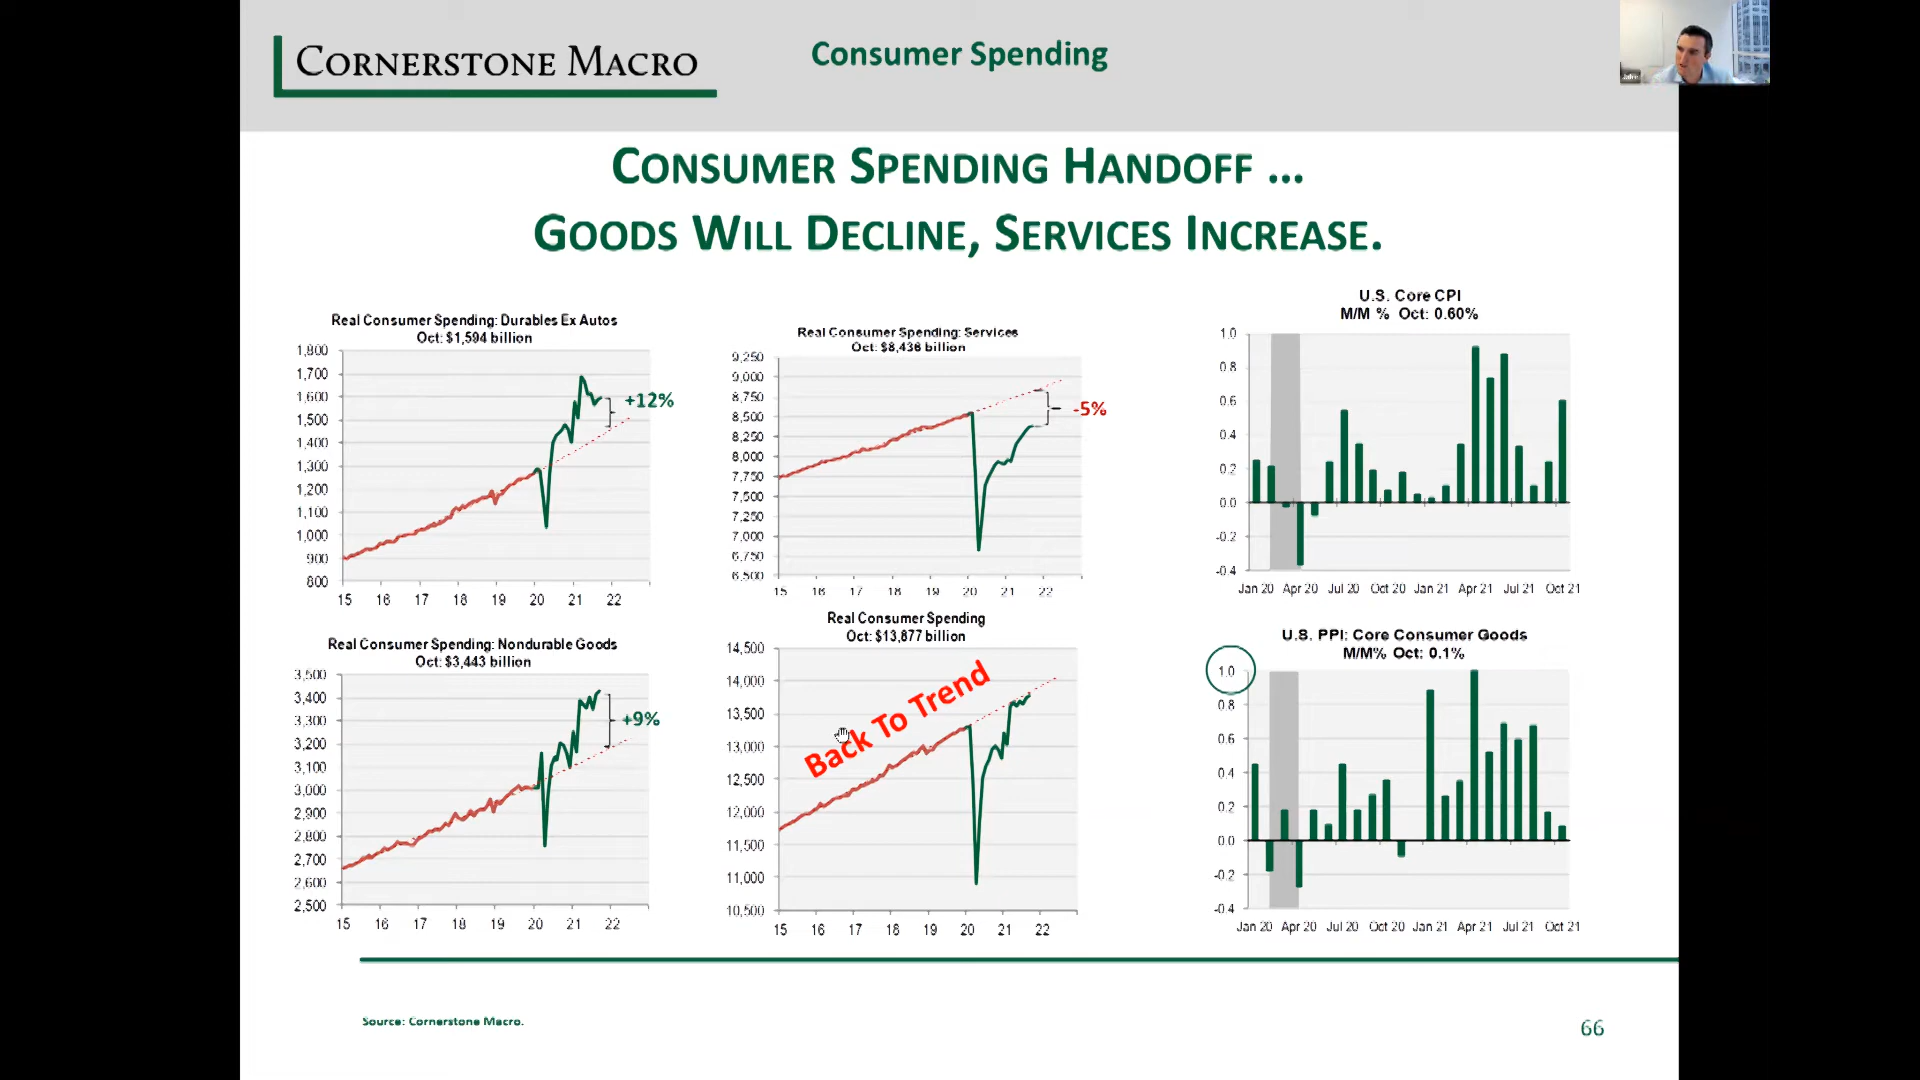 CORNERSTONE MACRO
Consumer Spending
CONSUMER SPENDING HANDOFF ...
GOODS WILL DECLINE, SERVICES INCREASE.
Real Consumer Spending: Durables Ex Autos
Oct: $1,594 billion
1,800
1,700
1,600
1,500
1,400
1,300
1,200
1,100
1,000
900
800
+12%
15 16 17 18 19 20 21 22
Real Consumer Spending: Services
Oct: $8,436 billion
9,250
9,000
8,750
8,500
8,250
8,000
7,750
7,500
7,250
7,000
6,750
6,500
-5%
15 16 17 18 19 20 21 22
U.S. Core CPI
M/M % Oct: 0.60%
1.0
0.8
0.6
0.4
0.2
0.0
-0.2
-0.4
Jan 20 Apr 20 Jul 20 Oct 20 Jan 21 Apr 21 Jul 21 Oct 21
Real Consumer Spending: Nondurable Goods
Oct: $3,443 billion
3,500
3,400
3,300
3,200
3,100
3,000
2,900
2,800
2,700
2,600
2,500
+9%
15 16 17 18 19 20 21 22
Real Consumer Spending
Oct: $13,877 billion
14,500
14,000
13,500
13,000
12,500
12,000
11,500
11,000
10,500
Back To Trend
15 16 17 18 19 20 21 22
U.S. PPI: Core Consumer Goods
M/M% Oct: 0.1%
1.0
0.8
0.6
0.4
0.2
0.0
-0.2
-0.4
Jan 20 Apr 20 Jul 20 Oct 20 Jan 21 Apr 21 Jul 21 Oct 21
Source: Cornerstone Macro.
66